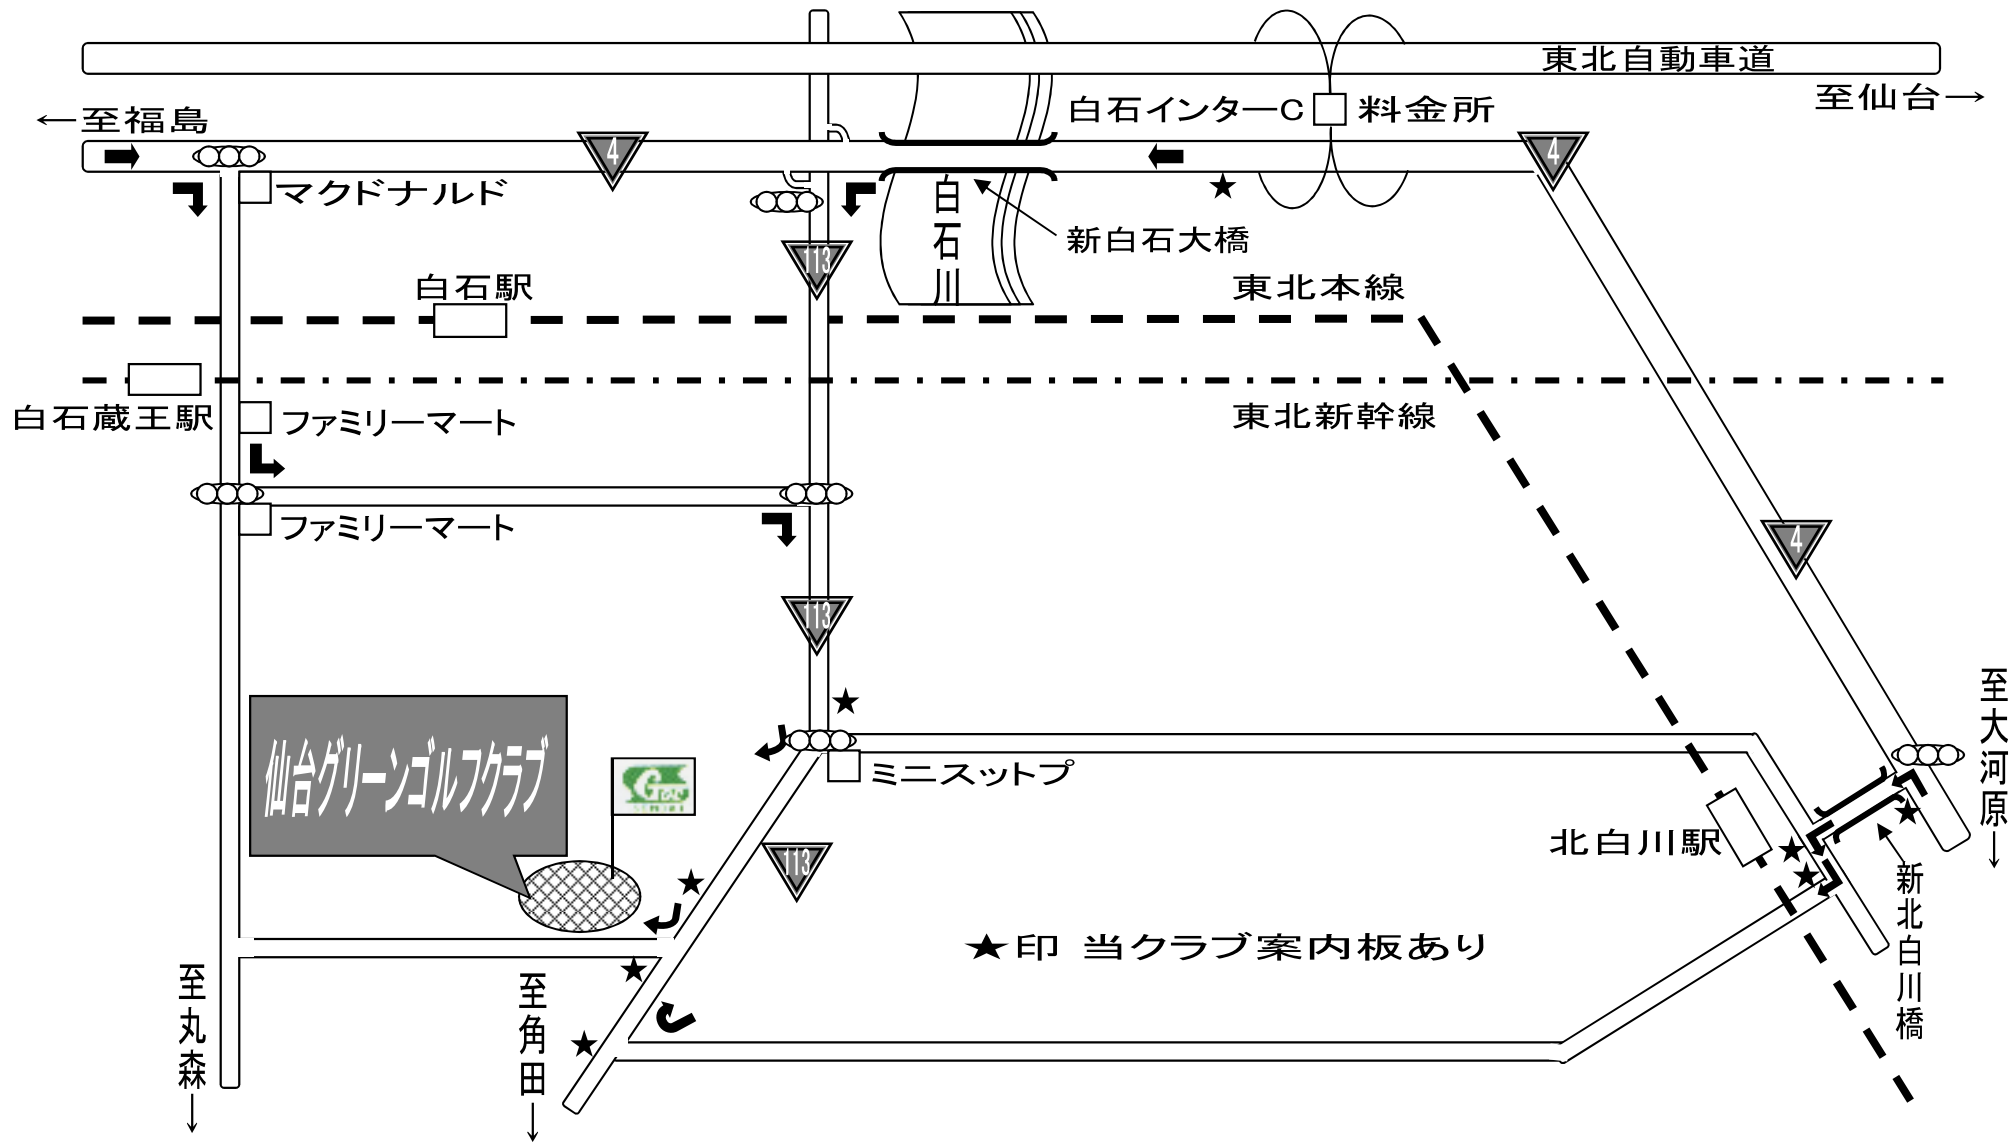 東北自動車道
至仙台→
←至福島
白石インターC
料金所
4
4
マクドナルド
白石川
新白石大橋
113
白石駅
東北本線
白石蔵王駅
ファミリーマート
東北新幹線
ファミリーマート
4
113
至大河原→
仙台グリーンゴルフクラブ
ミニスットプ
北白川駅
113
新北白川橋
★印 当クラブ案内板あり
至丸森→
至角田→